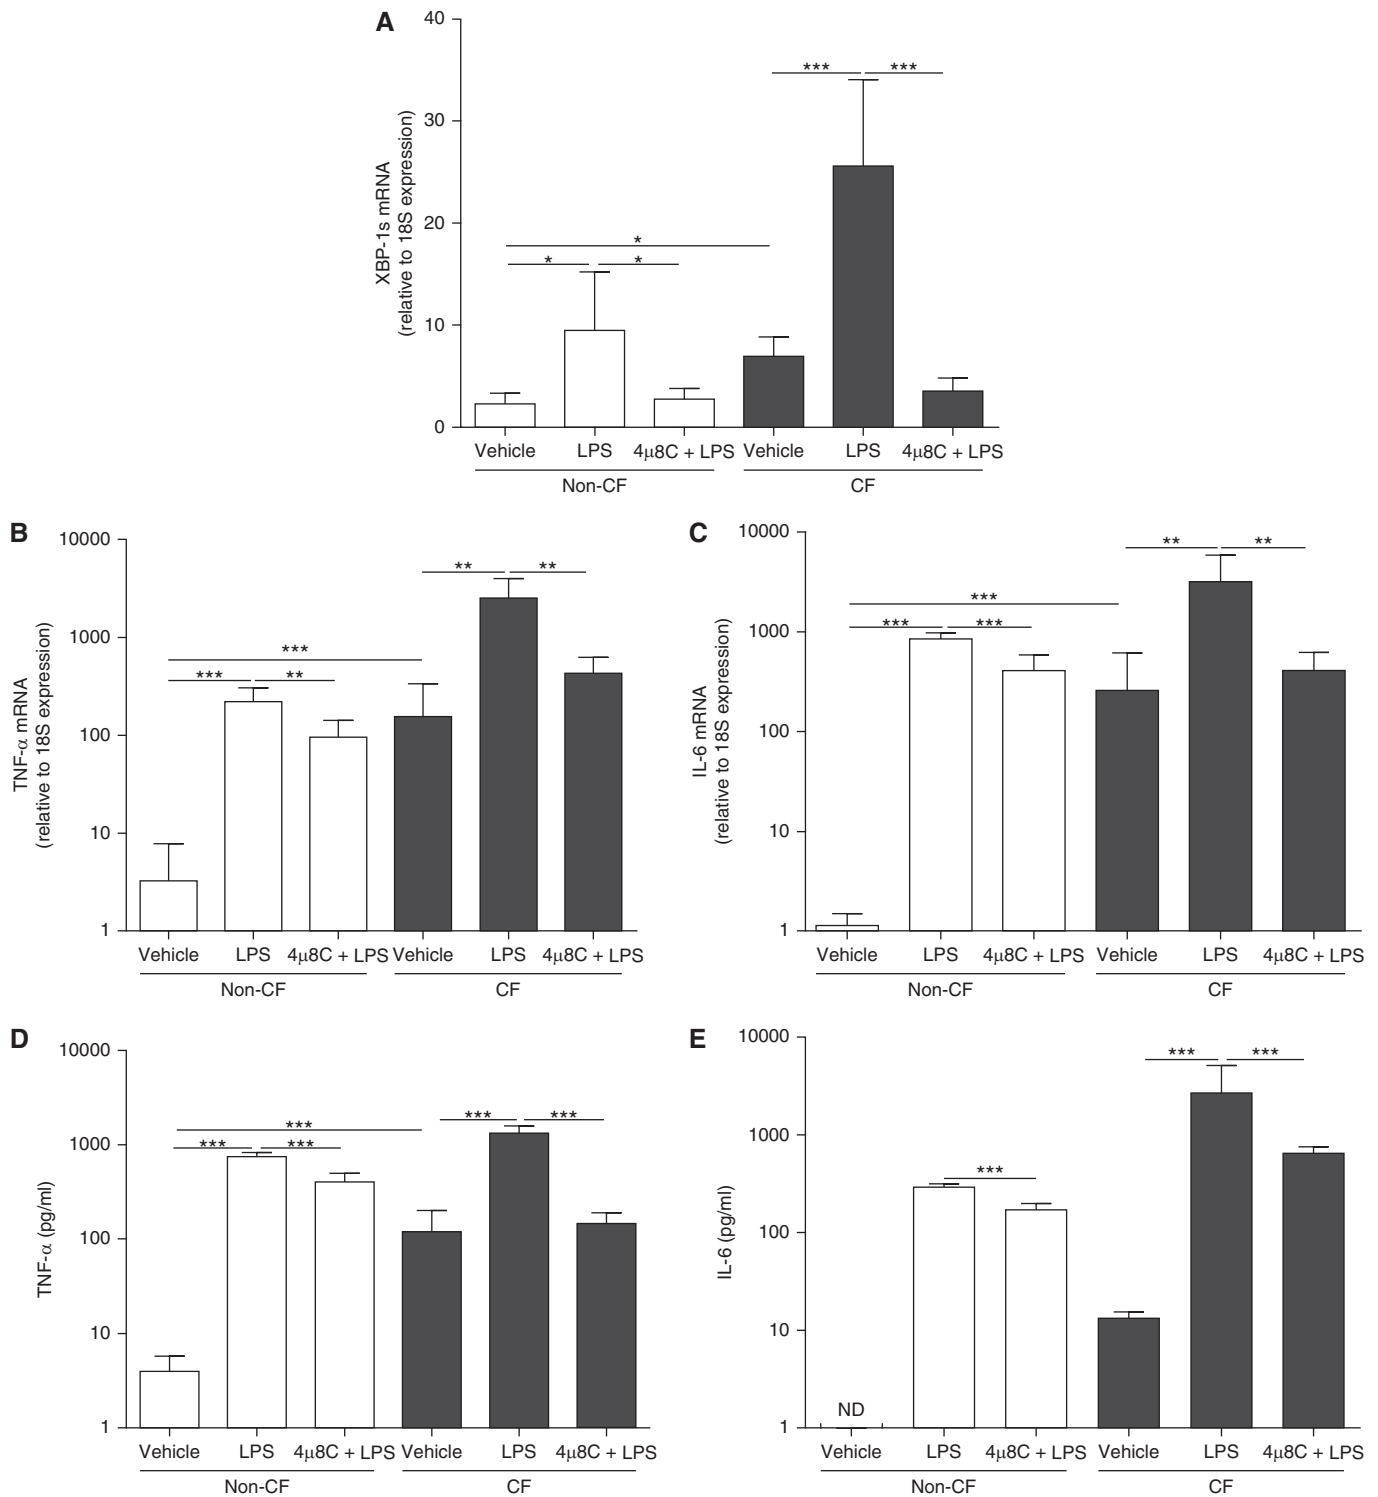 A
XBP-1s mRNA
(relative to 18S expression)
40
30
20
10
0
*** ***
*
* *
Vehicle LPS 4μ8C + LPS Vehicle LPS 4μ8C + LPS
Non-CF CF
B
TNF-α mRNA
(relative to 18S expression)
10000
1000
100
10
1
** **
***
*** **
Vehicle LPS 4μ8C + LPS Vehicle LPS 4μ8C + LPS
Non-CF CF
C
IL-6 mRNA
(relative to 18S expression)
10000
1000
100
10
1
** **
***
*** ***
Vehicle LPS 4μ8C + LPS Vehicle LPS 4μ8C + LPS
Non-CF CF
D
TNF-α (pg/ml)
10000
1000
100
10
1
*** ***
***
*** ***
Vehicle LPS 4μ8C + LPS Vehicle LPS 4μ8C + LPS
Non-CF CF
E
IL-6 (pg/ml)
10000
1000
100
10
1
*** ***
***
ND
Vehicle LPS 4μ8C + LPS Vehicle LPS 4μ8C + LPS
Non-CF CF